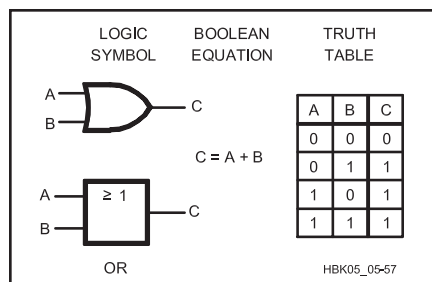 LOGIC SYMBOL
BOOLEAN EQUATION
TRUTH TABLE
A
B
C
C = A + B
A
B
≥ 1
C
OR
A B C
0 0 0
0 1 1
1 0 1
1 1 1
HBK05_05-57